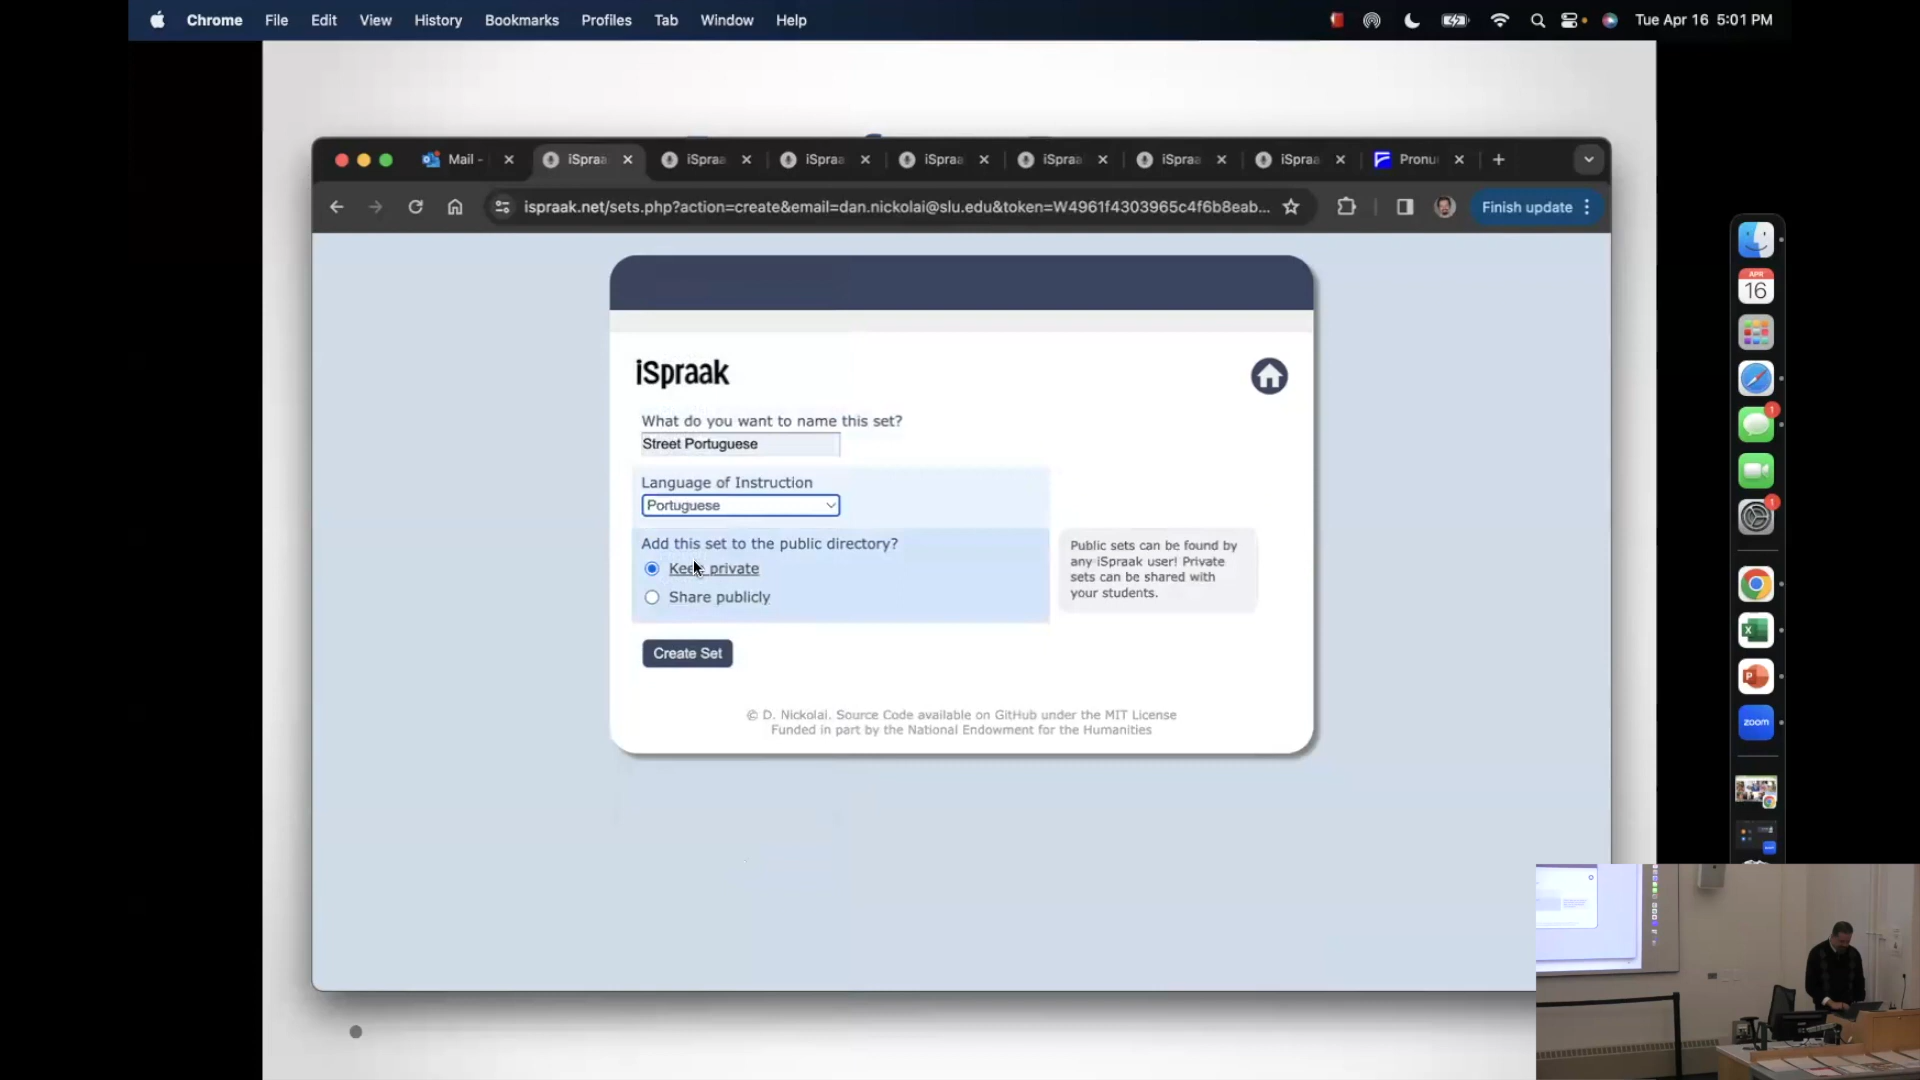 Chrome File Edit View History Bookmarks Profiles Tab Window Help
Tue Apr 16 5:01 PM
Mail -
iSpraa
iSpraa
iSpraa
iSpraa
iSpraa
iSpraa
iSpraa
Pronu
ispraak.net/sets.php?action=create&email=dan.nickolai@slu.edu&token=W4961f4303965c4f6b8eab...
Finish update
iSpraak
What do you want to name this set?
Street Portuguese
Language of Instruction
Portuguese
Add this set to the public directory?
Keep private
Share publicly
Public sets can be found by
any iSpraak user! Private
sets can be shared with
your students.
Create Set
© D. Nickolai. Source Code available on GitHub under the MIT License
Funded in part by the National Endowment for the Humanities
APR
16
1
1
zoom